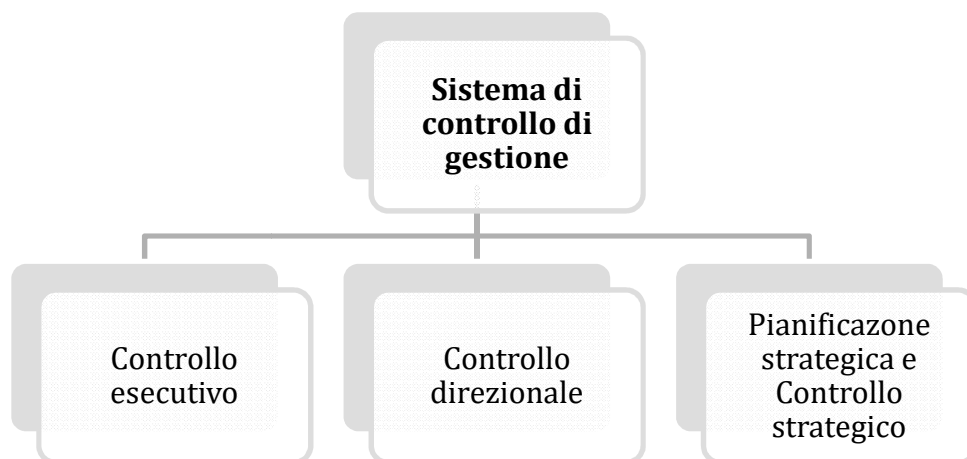 Sistema di
controllo di
gestione
Controllo
esecutivo
Controllo
direzionale
Pianificazone
strategica e
Controllo
strategico